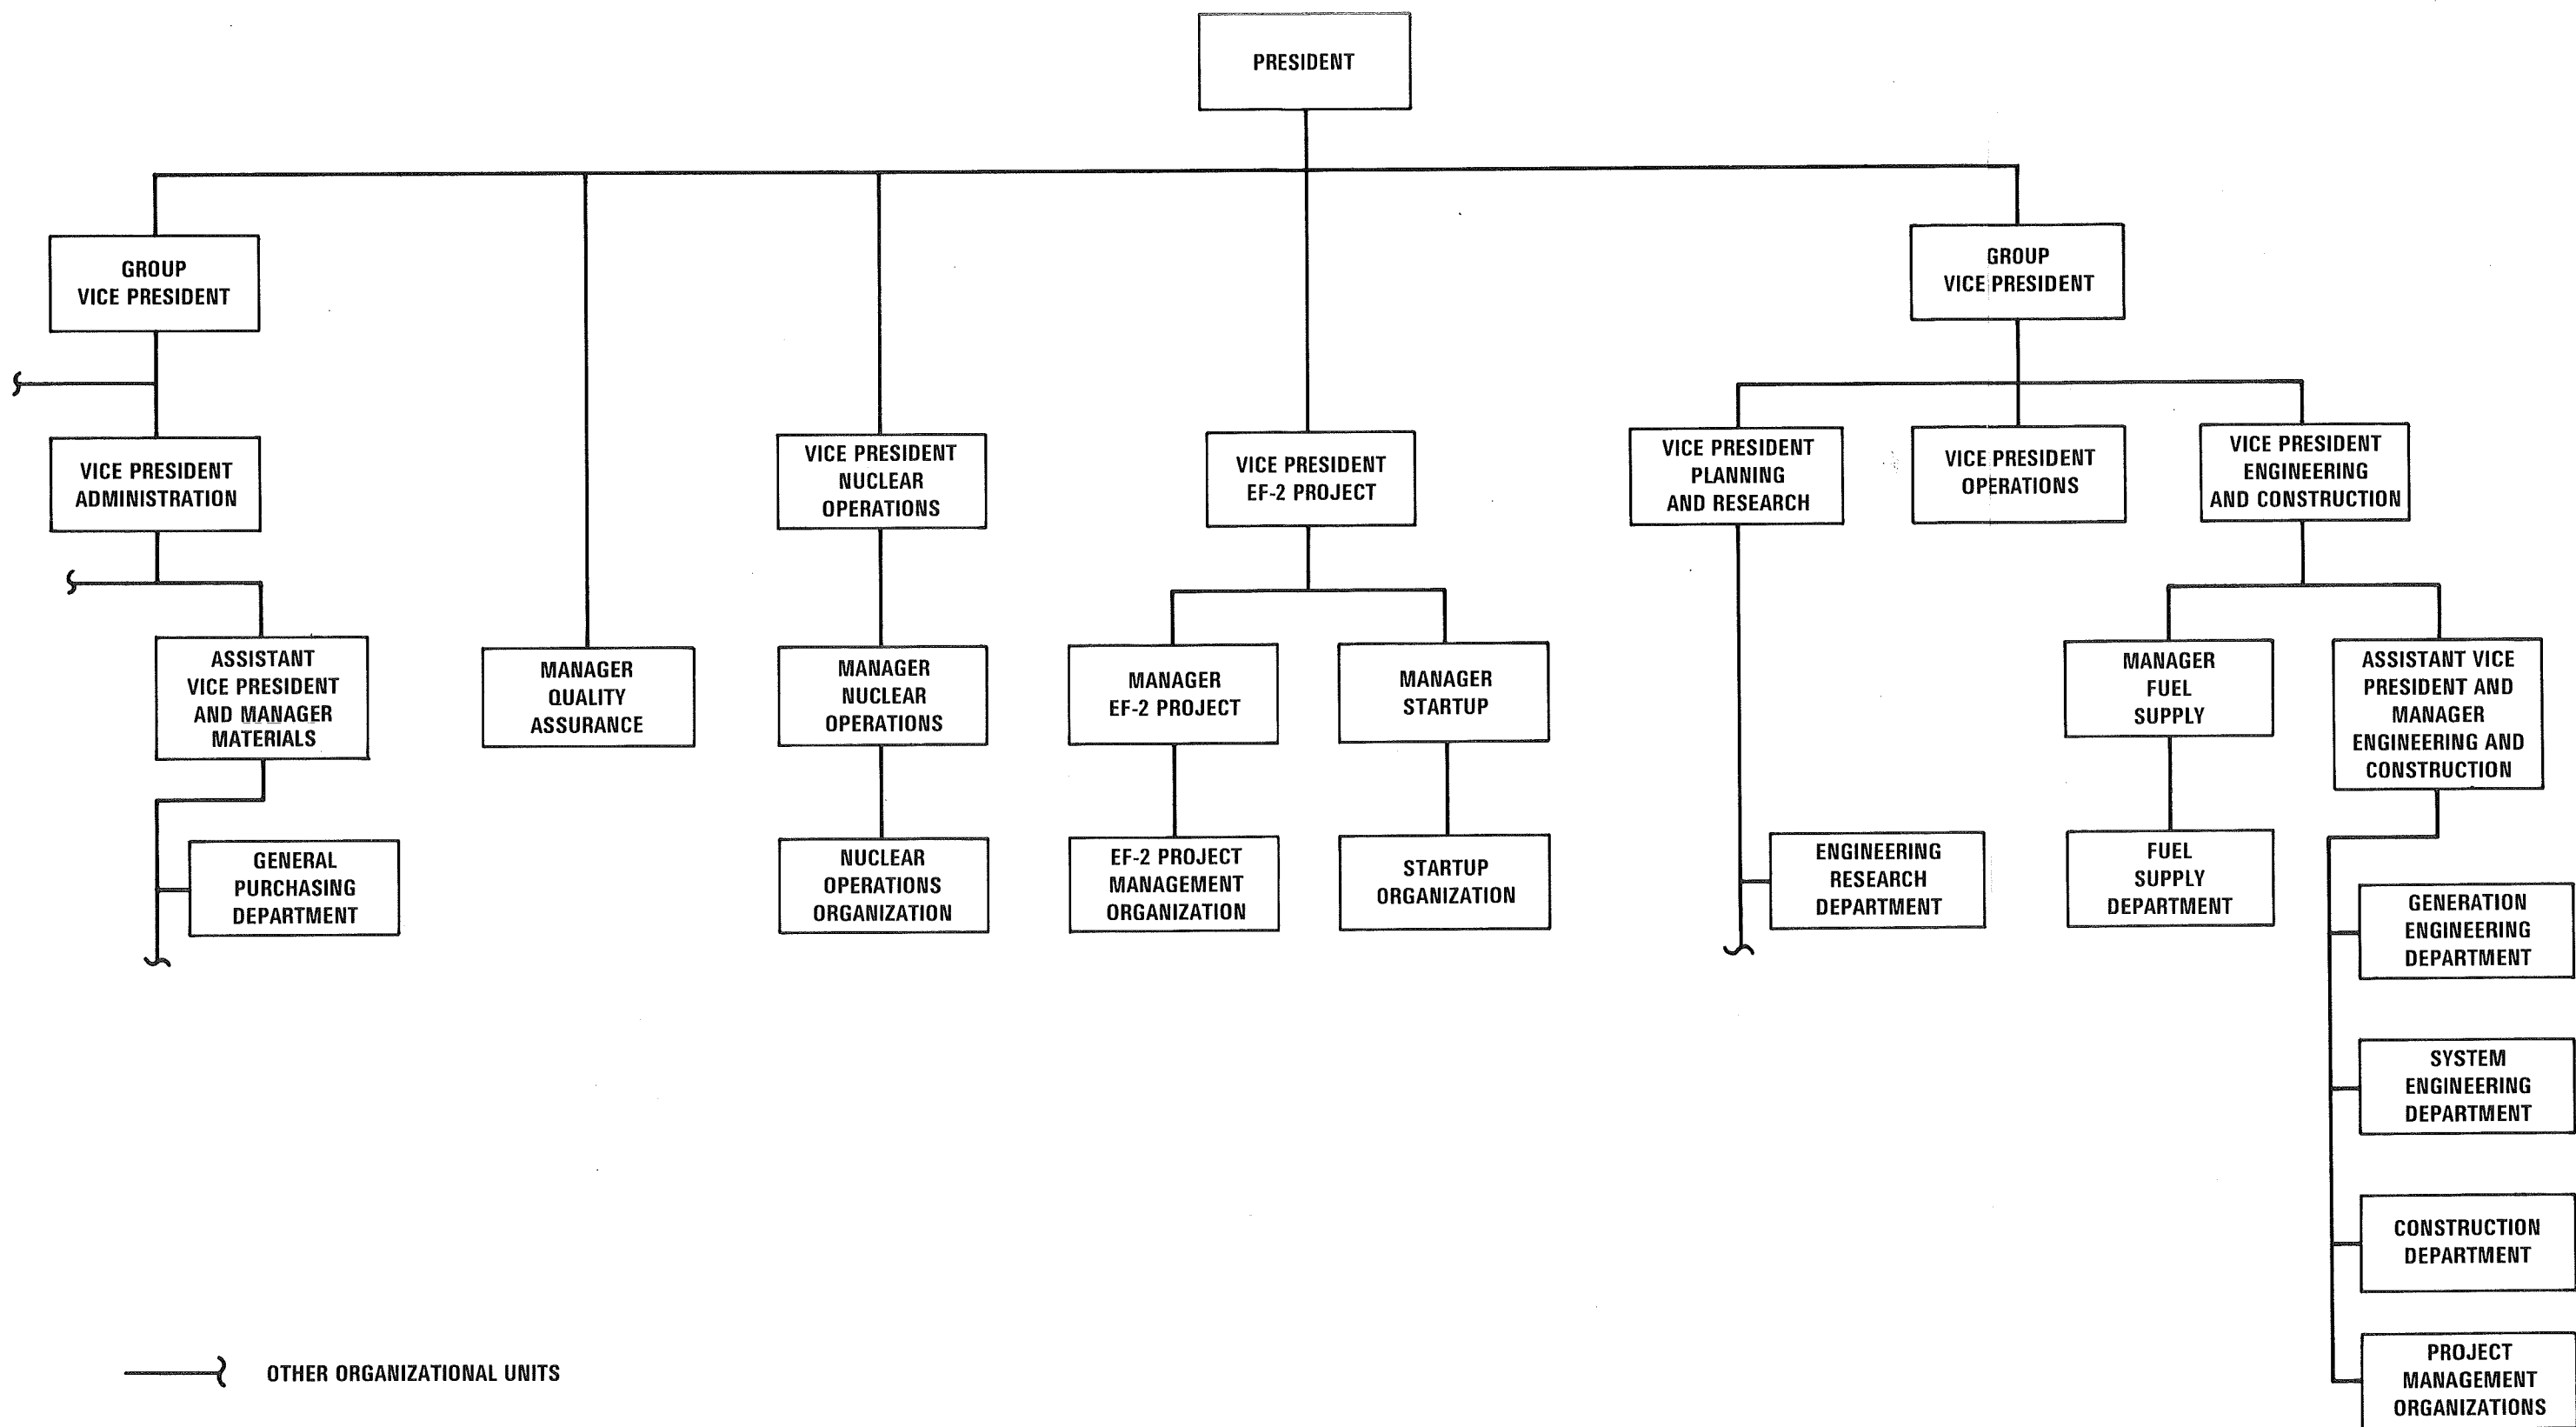 PRESIDENT
GROUP
VICE PRESIDENT
GROUP
VICE PRESIDENT
VICE PRESIDENT
ADMINISTRATION
VICE PRESIDENT
NUCLEAR
OPERATIONS
VICE PRESIDENT
EF-2 PROJECT
VICE PRESIDENT
PLANNING
AND RESEARCH
VICE PRESIDENT
OPERATIONS
VICE PRESIDENT
ENGINEERING
AND CONSTRUCTION
ASSISTANT
VICE PRESIDENT
AND MANAGER
MATERIALS
MANAGER
QUALITY
ASSURANCE
MANAGER
NUCLEAR
OPERATIONS
MANAGER
EF-2 PROJECT
MANAGER
STARTUP
MANAGER
FUEL
SUPPLY
ASSISTANT VICE
PRESIDENT AND
MANAGER
ENGINEERING AND
CONSTRUCTION
GENERAL
PURCHASING
DEPARTMENT
NUCLEAR
OPERATIONS
ORGANIZATION
EF-2 PROJECT
MANAGEMENT
ORGANIZATION
STARTUP
ORGANIZATION
ENGINEERING
RESEARCH
DEPARTMENT
FUEL
SUPPLY
DEPARTMENT
GENERATION
ENGINEERING
DEPARTMENT
SYSTEM
ENGINEERING
DEPARTMENT
CONSTRUCTION
DEPARTMENT
PROJECT
MANAGEMENT
ORGANIZATIONS
OTHER ORGANIZATIONAL UNITS